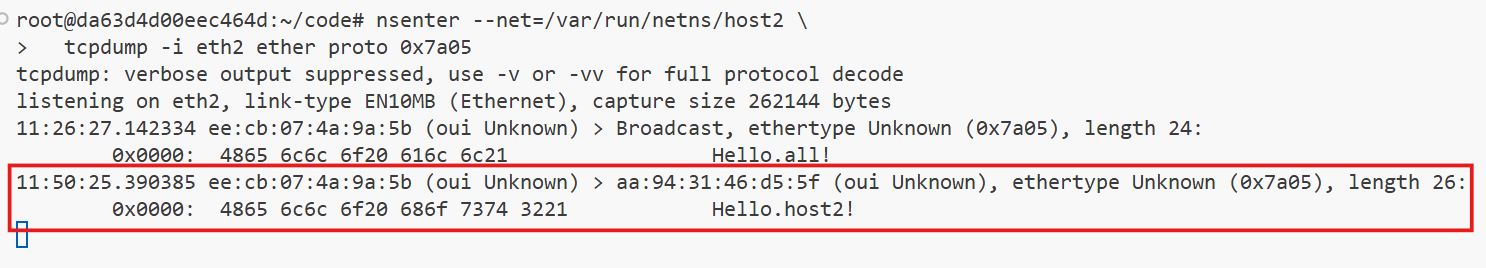 root@da63d4d00eec464d:~/code# nsenter --net=/var/run/netns/host2 \
>   tcpdump -i eth2 ether proto 0x7a05
tcpdump: verbose output suppressed, use -v or -vv for full protocol decode
listening on eth2, link-type EN10MB (Ethernet), capture size 262144 bytes
11:26:27.142334 ee:cb:07:4a:9a:5b (oui Unknown) > Broadcast, ethertype Unknown (0x7a05), length 24:
        0x0000:  4865 6c6c 6f20 616c 6c21                 Hello.all!
11:50:25.390385 ee:cb:07:4a:9a:5b (oui Unknown) > aa:94:31:46:d5:5f (oui Unknown), ethertype Unknown (0x7a05), length 26:
        0x0000:  4865 6c6c 6f20 686f 7374 3221            Hello.host2!